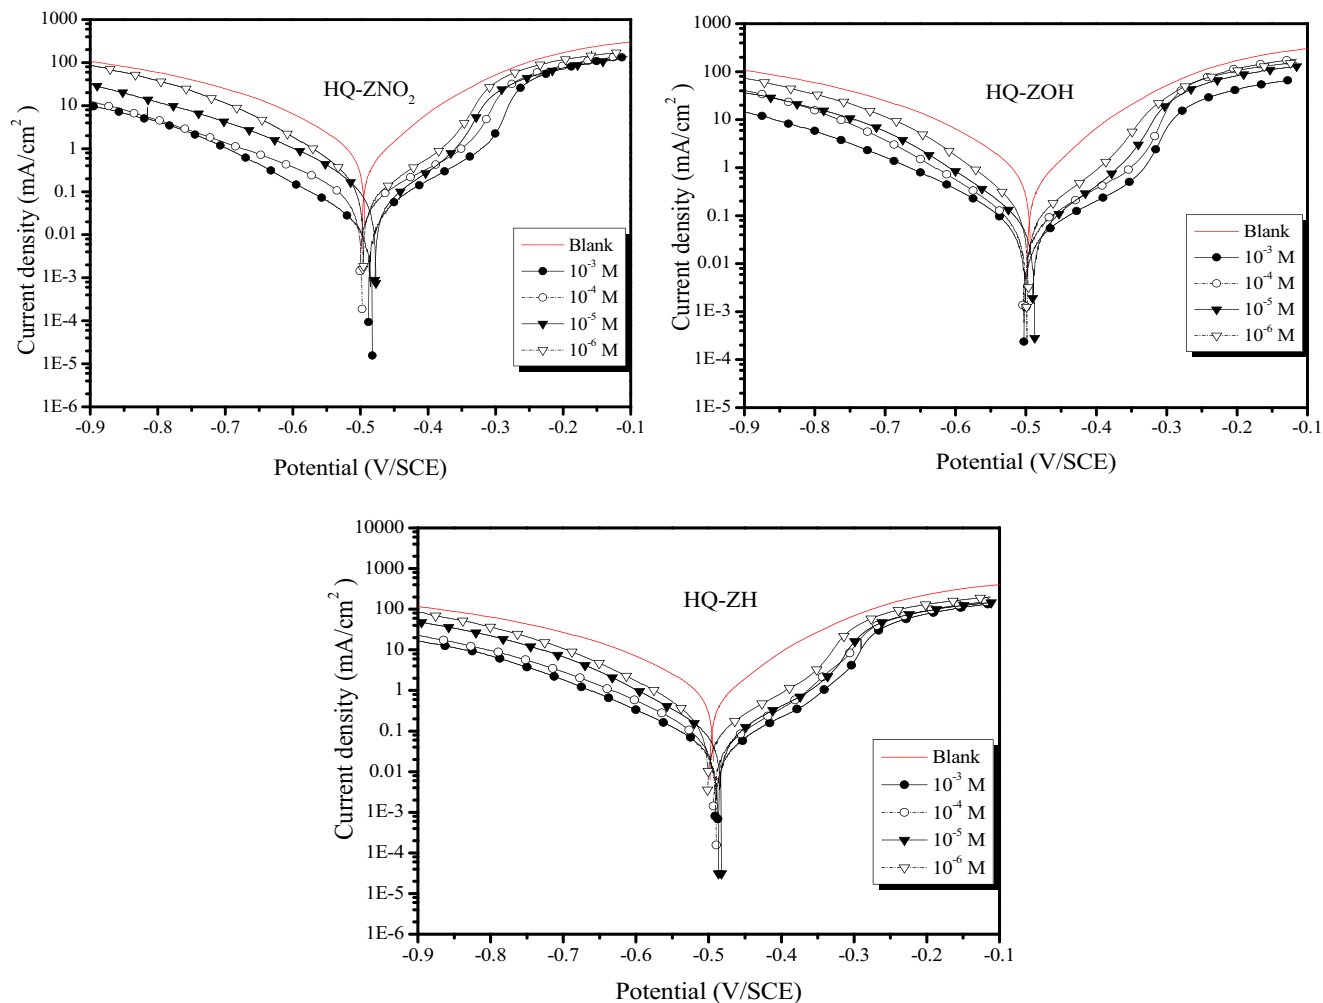 1000
100
10
1
0.1
0.01
1E-3
1E-4
1E-5
1E-6
Current density (mA/cm²)
HQ-ZNO₂
Blank
10⁻³ M
10⁻⁴ M
10⁻⁵ M
10⁻⁶ M
-0.9 -0.8 -0.7 -0.6 -0.5 -0.4 -0.3 -0.2 -0.1
Potential (V/SCE)
1000
100
10
1
0.1
0.01
1E-3
1E-4
1E-5
Current density (mA/cm²)
HQ-ZOH
Blank
10⁻³ M
10⁻⁴ M
10⁻⁵ M
10⁻⁶ M
-0.9 -0.8 -0.7 -0.6 -0.5 -0.4 -0.3 -0.2 -0.1
Potential (V/SCE)
10000
1000
100
10
1
0.1
0.01
1E-3
1E-4
1E-5
1E-6
Current density (mA/cm²)
HQ-ZH
Blank
10⁻³ M
10⁻⁴ M
10⁻⁵ M
10⁻⁶ M
-0.9 -0.8 -0.7 -0.6 -0.5 -0.4 -0.3 -0.2 -0.1
Potential (V/SCE)